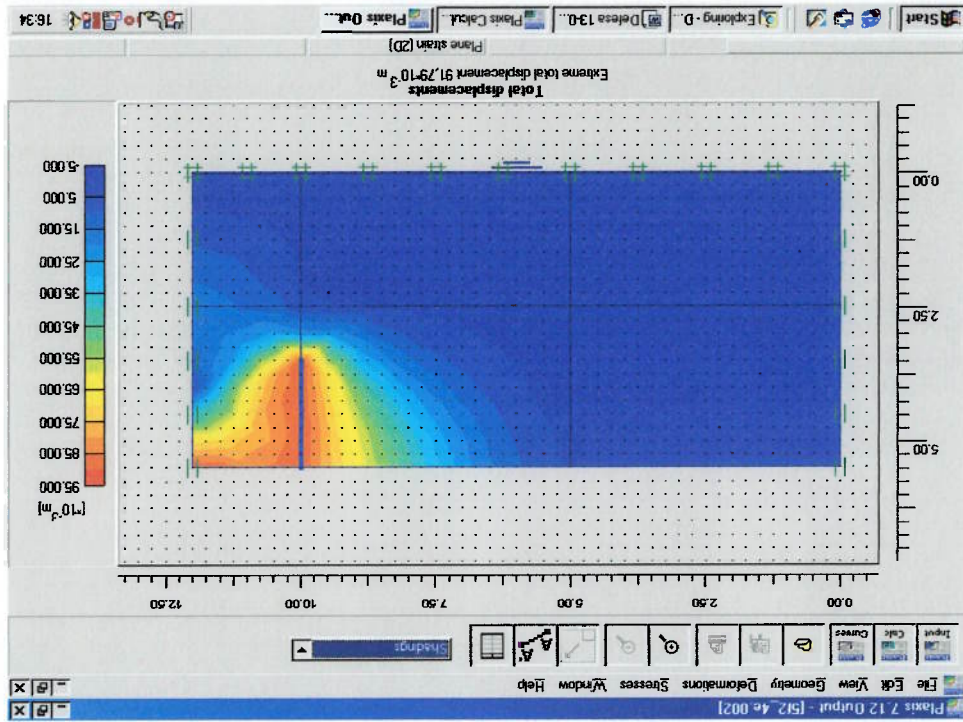 Plaxis 7.12 Output - [5I2_4e 002]
File Edit View Geometry Deformations Stresses Window Help
Input Calc Curves
Shadings
0.00 2.50 5.00 7.50 10.00 12.50
5.00
2.50
0.00
[*10-3m]
95.000
85.000
75.000
65.000
55.000
45.000
35.000
25.000
15.000
5.000
-5.000
Total displacements
Extreme total displacement 91,79*10-3 m
Plane strain [2D]
Start Exploring - D... Defesa 13-0... Plaxis Calcul... Plaxis Out... 16:34